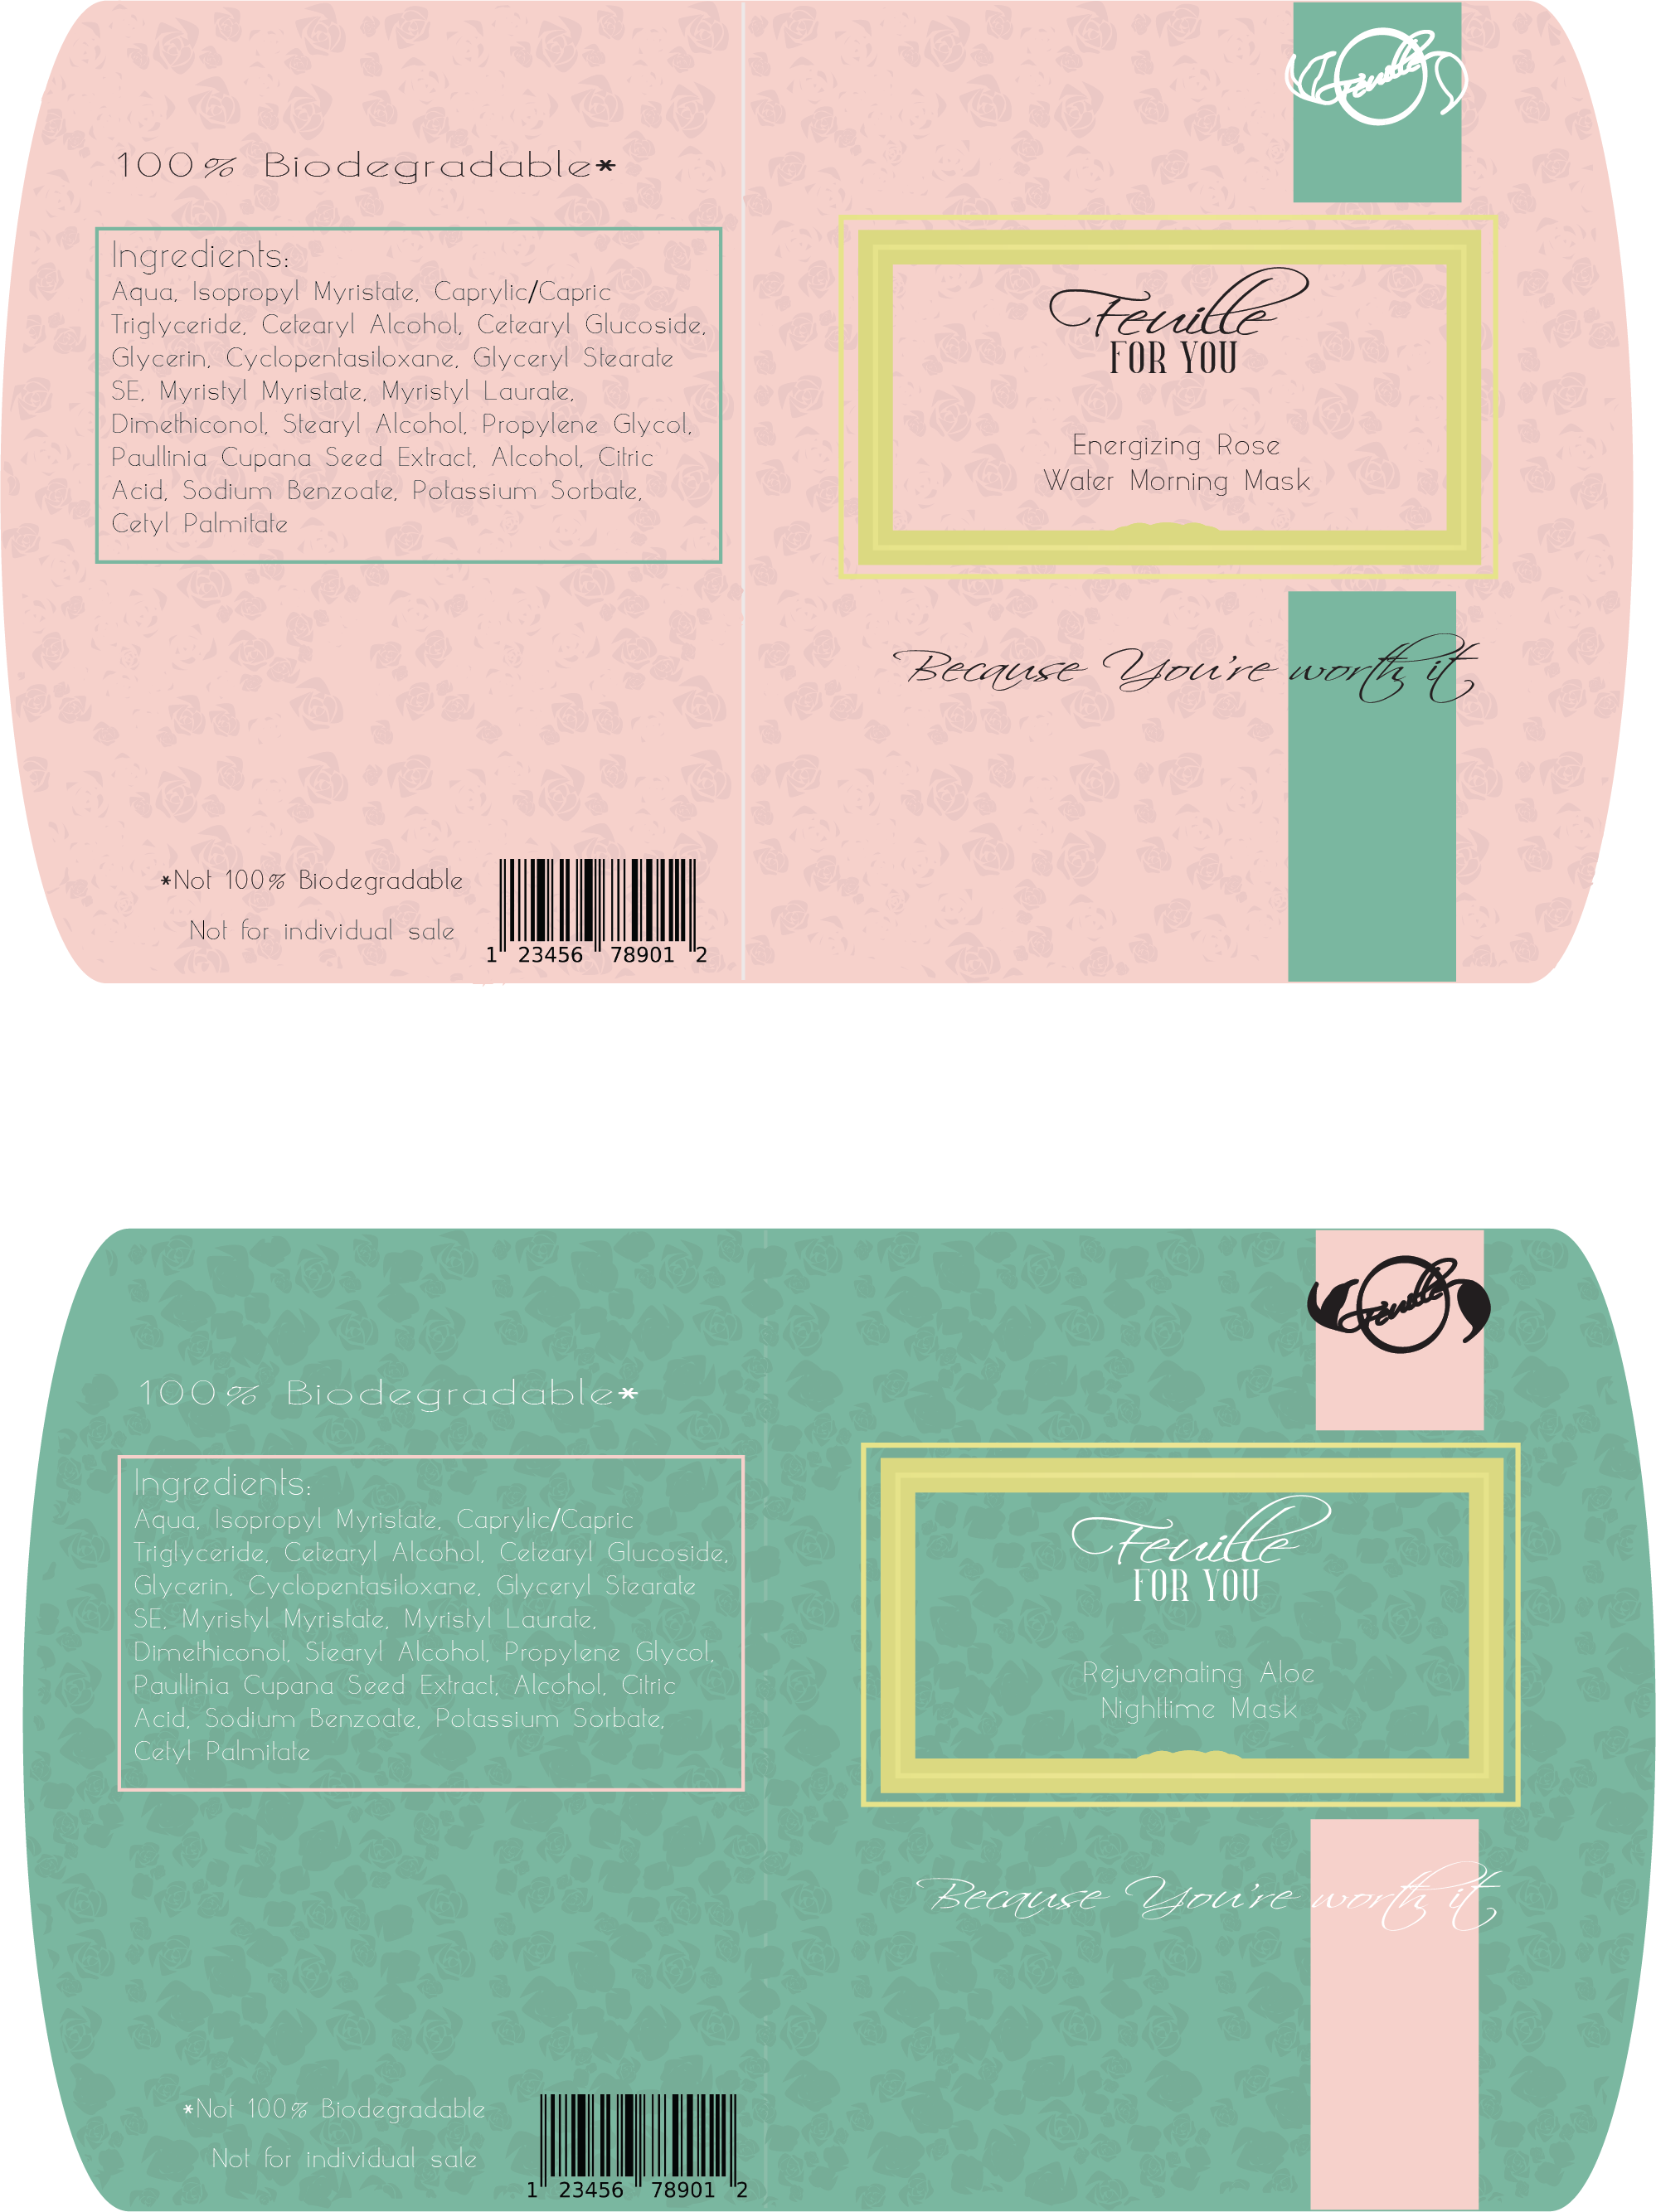 100% Biodegradable*
Ingredients:
Aqua, Isopropyl Myristate, Caprylic/Capric
Triglyceride, Cetearyl Alcohol, Cetearyl Glucoside,
Glycerin, Cyclopentasiloxane, Glyceryl Stearate
SE, Myristyl Myristate, Myristyl Laurate,
Dimethiconol, Stearyl Alcohol, Propylene Glycol,
Paullinia Cupana Seed Extract, Alcohol, Citric
Acid, Sodium Benzoate, Potassium Sorbate,
Cetyl Palmitate
*Not 100% Biodegradable
Not for individual sale
1 23456 78901 2
Feuille
Feuille
FOR YOU
Energizing Rose
Water Morning Mask
Because You're worth it
100% Biodegradable*
Ingredients:
Aqua, Isopropyl Myristate, Caprylic/Capric
Triglyceride, Cetearyl Alcohol, Cetearyl Glucoside,
Glycerin, Cyclopentasiloxane, Glyceryl Stearate
SE, Myristyl Myristate, Myristyl Laurate,
Dimethiconol, Stearyl Alcohol, Propylene Glycol,
Paullinia Cupana Seed Extract, Alcohol, Citric
Acid, Sodium Benzoate, Potassium Sorbate,
Cetyl Palmitate
*Not 100% Biodegradable
Not for individual sale
1 23456 78901 2
Feuille
Feuille
FOR YOU
Rejuvenating Aloe
Nighttime Mask
Because You're worth it